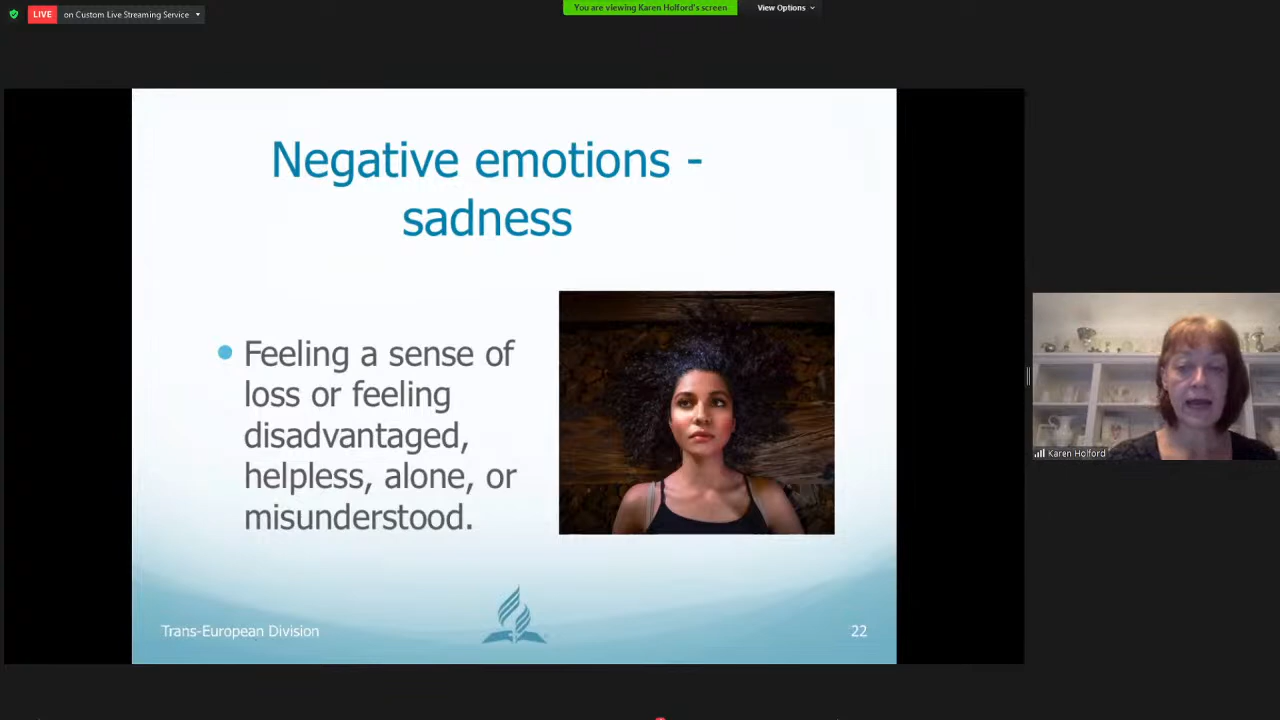 LIVE on Custom Live Streaming Service
You are viewing Karen Holford's screen
View Options
Negative emotions -
sadness
Feeling a sense of
loss or feeling
disadvantaged,
helpless, alone, or
misunderstood.
Trans-European Division
22
Karen Holford